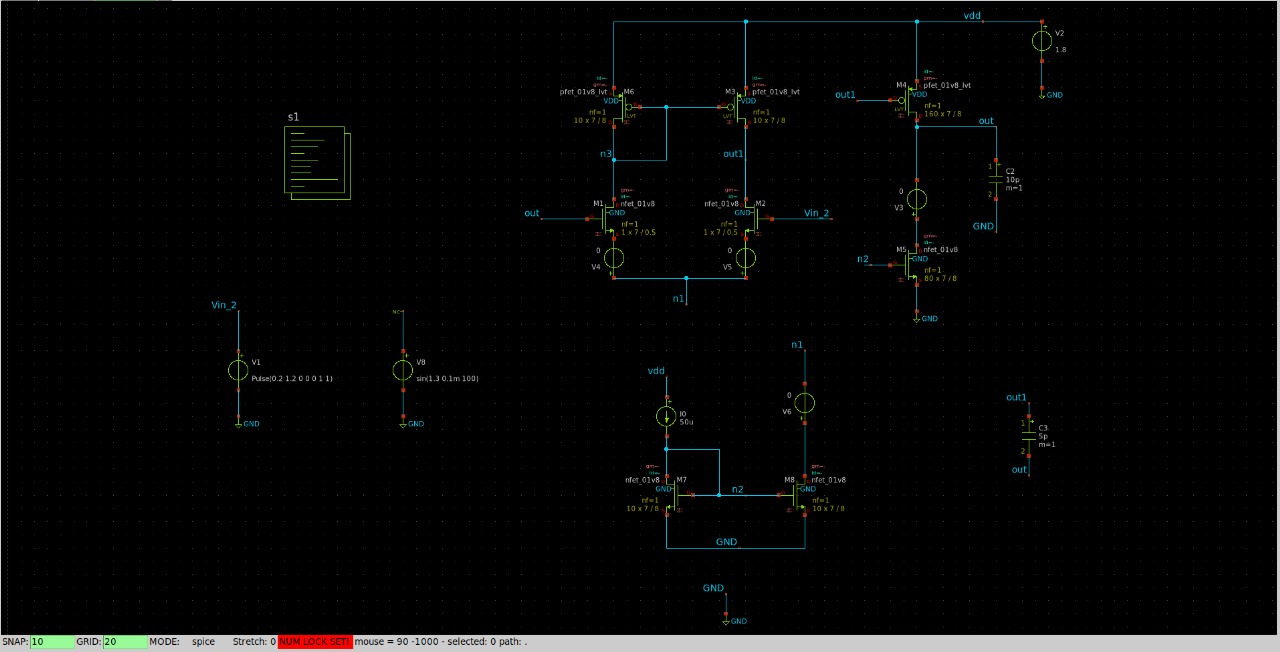 vdd
V2
1.8
GND
pfet_01v8_lvt
M6
VDD
nf=1
10 x 7 / 8
LVT
M3
pfet_01v8_lvt
VDD
nf=1
10 x 7 / 8
LVT
out1
M4
pfet_01v8_lvt
VDD
nf=1
160 x 7 / 8
out
s1
n3
out1
1
C2
10p
m=1
2
GND
0
V3
out
M1
nfet_01v8
GND
nf=1
1 x 7 / 0.5
nfet_01v8
M2
GND
nf=1
1 x 7 / 0.5
Vin_2
0
V4
0
V5
n1
n2
M5
nfet_01v8
GND
nf=1
80 x 7 / 8
GND
Vin_2
V1
Pulse(0.2 1.2 0 0 0 1 1)
GND
NC
V8
sin(1.3 0.1m 100)
GND
vdd
I0
50u
n1
0
V6
out1
1
C3
5p
m=1
2
out
nfet_01v8
M7
GND
nf=1
10 x 7 / 8
n2
M8
nfet_01v8
GND
nf=1
10 x 7 / 8
GND
GND
GND
SNAP: 10 GRID: 20 MODE: spice Stretch: 0 NUM LOCK SET! mouse = 90 -1000 - selected: 0 path: .